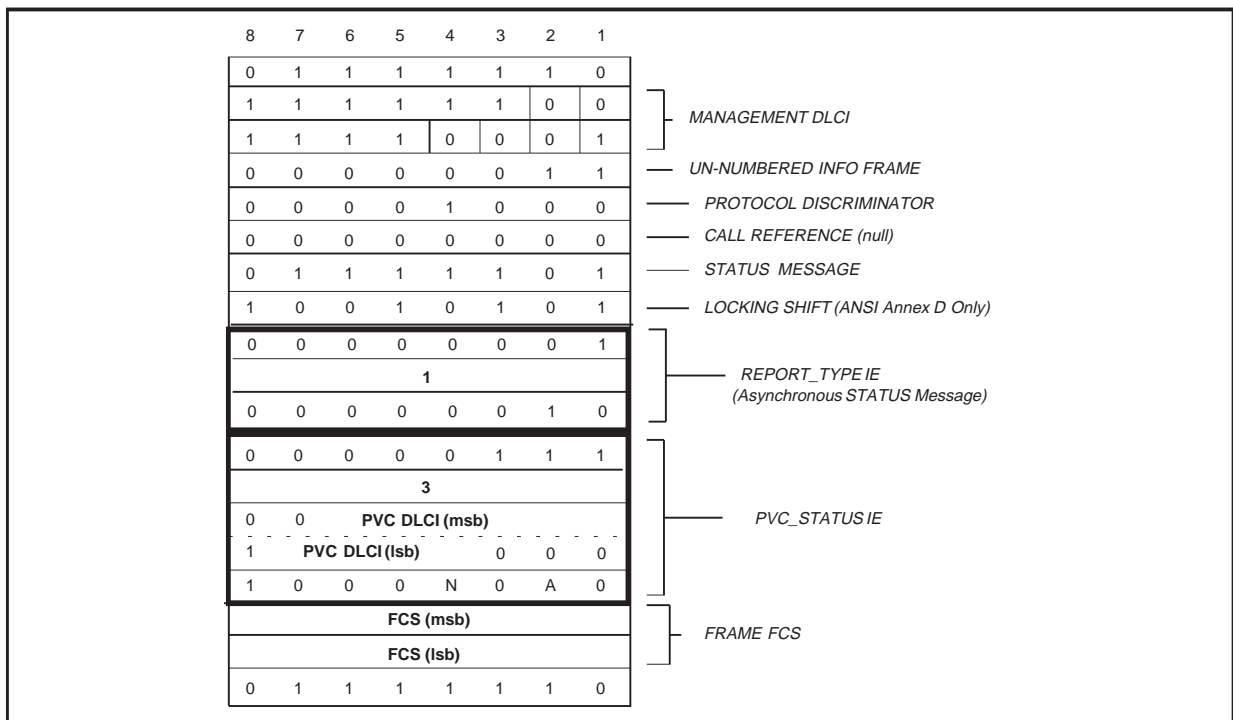 8 7 6 5 4 3 2 1
0 1 1 1 1 1 1 0
1 1 1 1 1 1 0 0
MANAGEMENT DLCI
1 1 1 1 0 0 0 1
0 0 0 0 0 0 1 1 UN-NUMBERED INFO FRAME
0 0 0 0 1 0 0 0 PROTOCOL DISCRIMINATOR
0 0 0 0 0 0 0 0 CALL REFERENCE (null)
0 1 1 1 1 1 0 1 STATUS MESSAGE
1 0 0 1 0 1 0 1 LOCKING SHIFT (ANSI Annex D Only)
0 0 0 0 0 0 0 1
1 REPORT_TYPE IE
(Asynchronous STATUS Message)
0 0 0 0 0 0 1 0
0 0 0 0 0 1 1 1
3
0 0 PVC DLCI (msb) PVC_STATUS IE
1 PVC DLCI (lsb) 0 0 0
1 0 0 0 N 0 A 0
FCS (msb)
FRAME FCS
FCS (lsb)
0 1 1 1 1 1 1 0